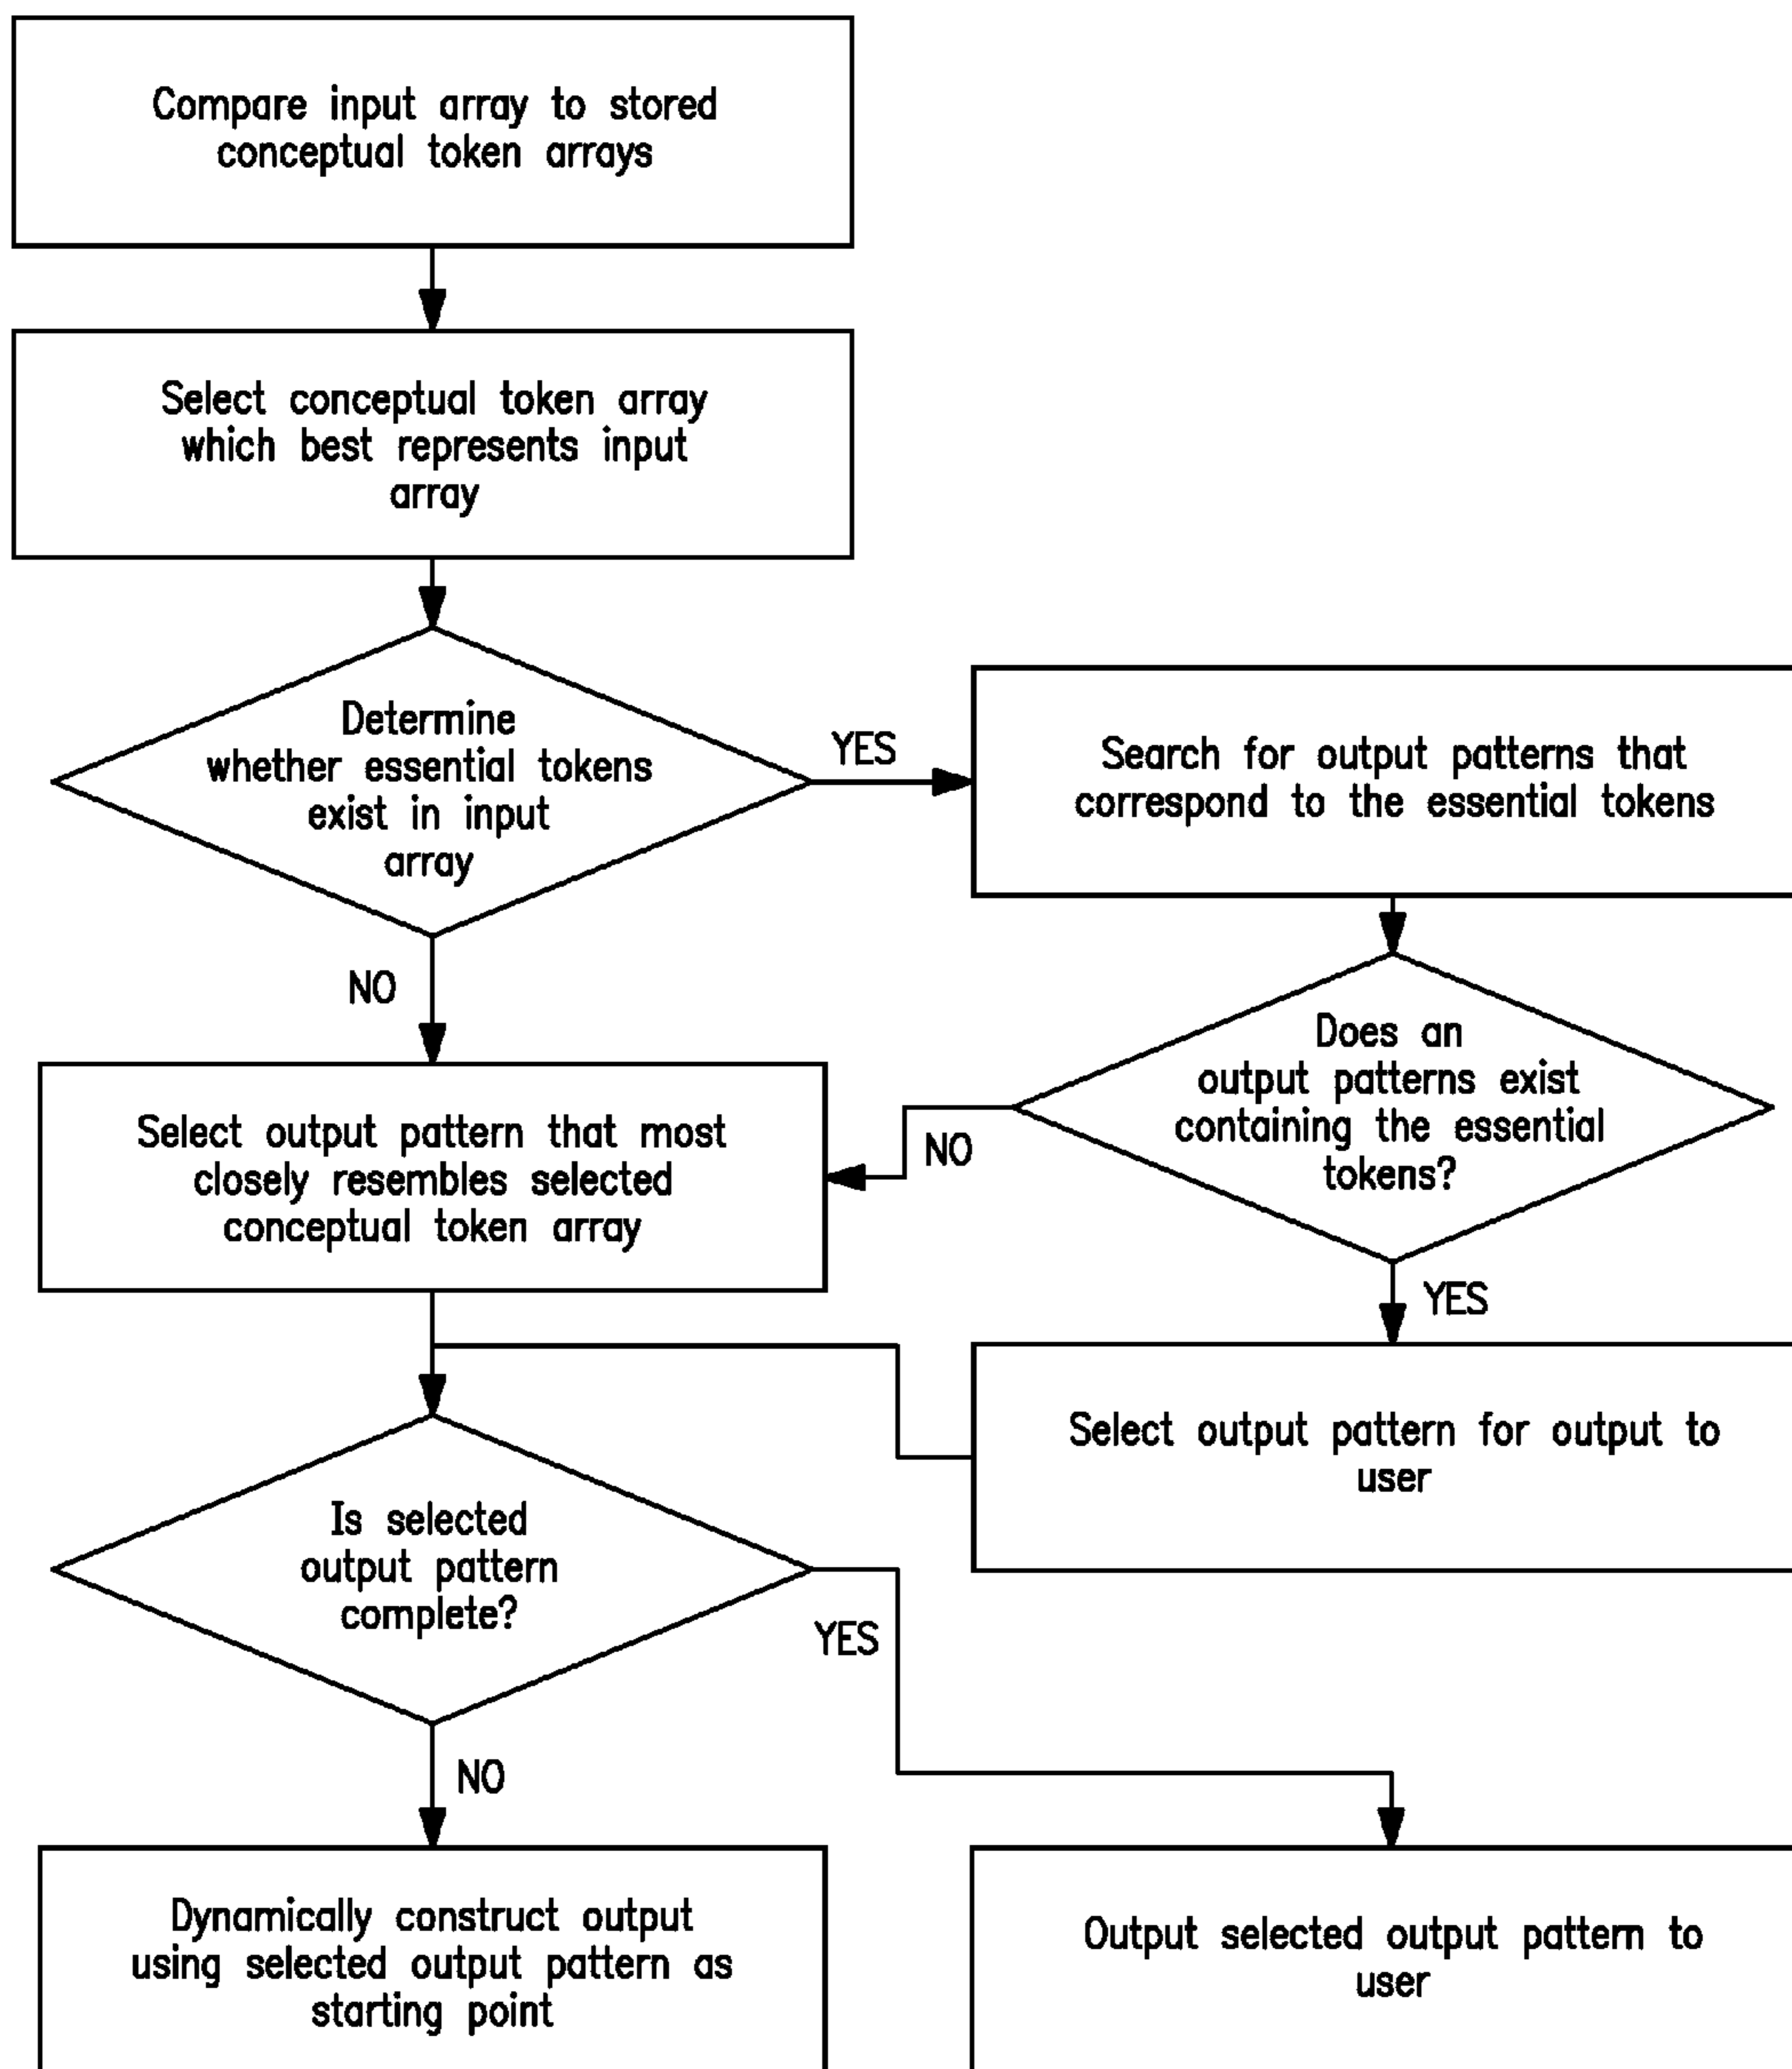 Compare input array to stored
conceptual token arrays
Select conceptual token array
which best represents input
array
Determine
whether essential tokens
exist in input
array
YES
Search for output patterns that
correspond to the essential tokens
NO
Does an
output patterns exist
containing the essential
tokens?
NO
Select output pattern that most
closely resembles selected
conceptual token array
YES
Select output pattern for output to
user
Is selected
output pattern
complete?
YES
NO
Dynamically construct output
using selected output pattern as
starting point
Output selected output pattern to
user